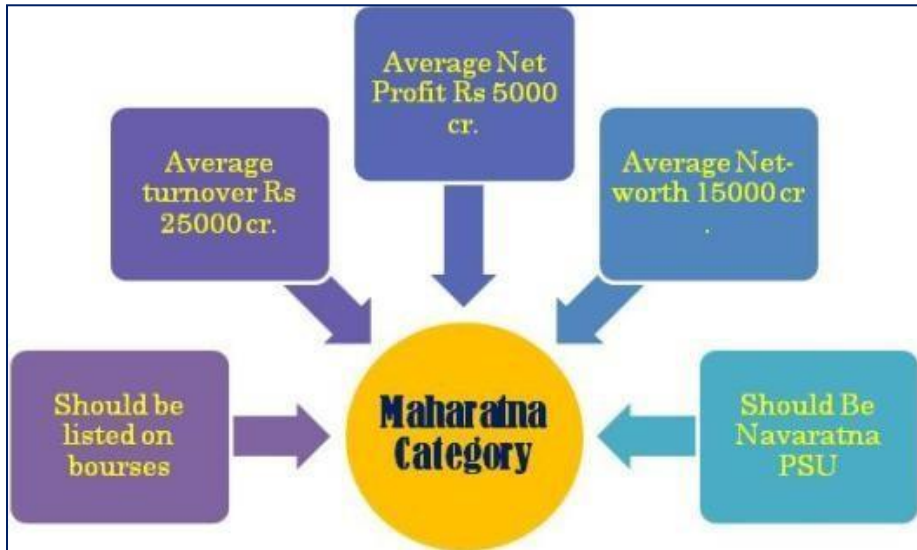 Average Net
Profit Rs 5000
cr.
Average
turnover Rs
25000 cr.
Average Net-
worth 15000 cr
.
Should be
listed on
bourses
Maharatna
Category
Should Be
Navaratna
PSU